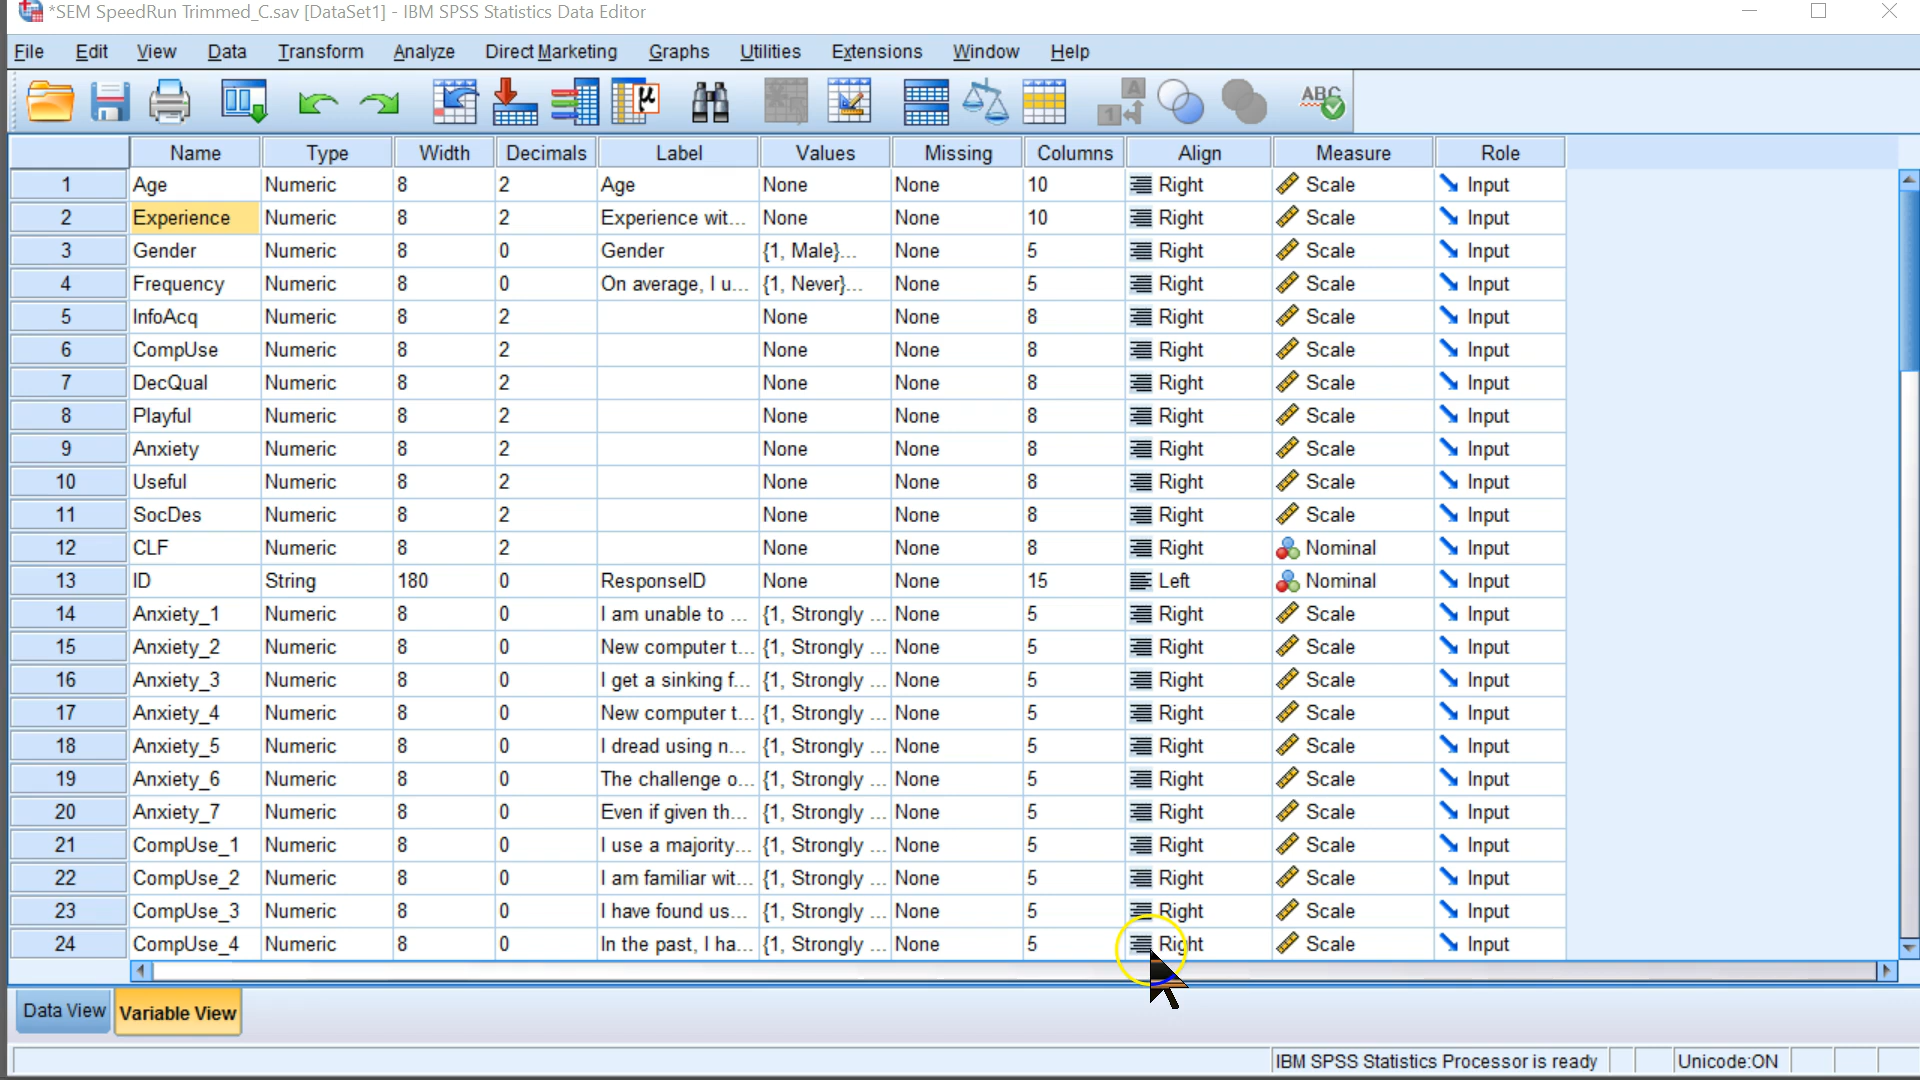 *SEM SpeedRun Trimmed_C.sav [DataSet1] - IBM SPSS Statistics Data Editor
File Edit View Data Transform Analyze Direct Marketing Graphs Utilities Extensions Window Help
μ A 1 ABC
Name Type Width Decimals Label Values Missing Columns Align Measure Role
1 Age Numeric 8 2 Age None None 10 Right Scale Input
2 Experience Numeric 8 2 Experience wit... None None 10 Right Scale Input
3 Gender Numeric 8 0 Gender {1, Male}... None 5 Right Scale Input
4 Frequency Numeric 8 0 On average, I u... {1, Never}... None 5 Right Scale Input
5 InfoAcq Numeric 8 2 None None 8 Right Scale Input
6 CompUse Numeric 8 2 None None 8 Right Scale Input
7 DecQual Numeric 8 2 None None 8 Right Scale Input
8 Playful Numeric 8 2 None None 8 Right Scale Input
9 Anxiety Numeric 8 2 None None 8 Right Scale Input
10 Useful Numeric 8 2 None None 8 Right Scale Input
11 SocDes Numeric 8 2 None None 8 Right Scale Input
12 CLF Numeric 8 2 None None 8 Right Nominal Input
13 ID String 180 0 ResponseID None None 15 Left Nominal Input
14 Anxiety_1 Numeric 8 0 I am unable to ... {1, Strongly ... None 5 Right Scale Input
15 Anxiety_2 Numeric 8 0 New computer t... {1, Strongly ... None 5 Right Scale Input
16 Anxiety_3 Numeric 8 0 I get a sinking f... {1, Strongly ... None 5 Right Scale Input
17 Anxiety_4 Numeric 8 0 New computer t... {1, Strongly ... None 5 Right Scale Input
18 Anxiety_5 Numeric 8 0 I dread using n... {1, Strongly ... None 5 Right Scale Input
19 Anxiety_6 Numeric 8 0 The challenge o... {1, Strongly ... None 5 Right Scale Input
20 Anxiety_7 Numeric 8 0 Even if given th... {1, Strongly ... None 5 Right Scale Input
21 CompUse_1 Numeric 8 0 I use a majority... {1, Strongly ... None 5 Right Scale Input
22 CompUse_2 Numeric 8 0 I am familiar wit... {1, Strongly ... None 5 Right Scale Input
23 CompUse_3 Numeric 8 0 I have found us... {1, Strongly ... None 5 Right Scale Input
24 CompUse_4 Numeric 8 0 In the past, I ha... {1, Strongly ... None 5 Right Scale Input
Data View Variable View
IBM SPSS Statistics Processor is ready Unicode:ON